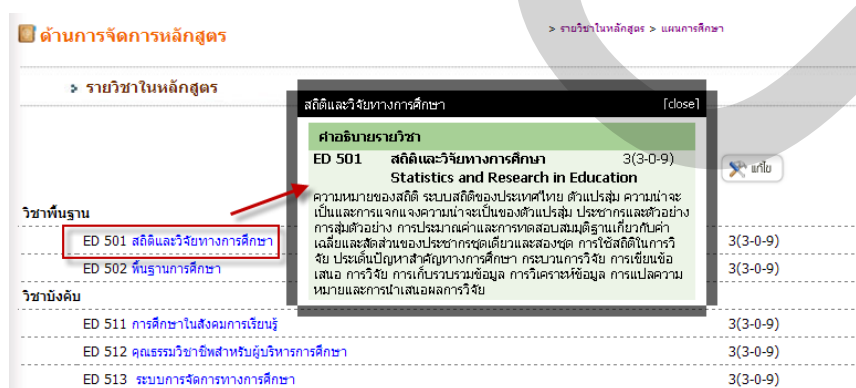 ด้านการจัดการหลักสูตร
> รายวิชาในหลักสูตร > แผนการศึกษา
รายวิชาในหลักสูตร
สถิติและวิจัยทางการศึกษา [close]
คำอธิบายรายวิชา
ED 501 สถิติและวิจัยทางการศึกษา 3(3-0-9)
Statistics and Research in Education
ความหมายของสถิติ ระบบสถิติของประเทศไทย ตัวแปรสุ่ม ความน่าจะ
เป็นและการแจกแจงความน่าจะเป็นของตัวแปรสุ่ม ประชากรและตัวอย่าง
การสุ่มตัวอย่าง การประมาณค่าและการทดสอบสมมุติฐานเกี่ยวกับค่า
เฉลี่ยและสัดส่วนของประชากรชุดเดียวและสองชุด การใช้สถิติในการวิ
จัย ประเด็นปัญหาสำคัญทางการศึกษา กระบวนการวิจัย การเขียนข้อ
เสนอ การวิจัย การเก็บรวบรวมข้อมูล การวิเคราะห์ข้อมูล การแปลความ
หมายและการนำเสนอผลการวิจัย
แก้ไข
วิชาพื้นฐาน
ED 501 สถิติและวิจัยทางการศึกษา 3(3-0-9)
ED 502 พื้นฐานการศึกษา 3(3-0-9)
วิชาบังคับ
ED 511 การศึกษาในสังคมการเรียนรู้ 3(3-0-9)
ED 512 คุณธรรมวิชาชีพสำหรับผู้บริหารการศึกษา 3(3-0-9)
ED 513 ระบบการจัดการทางการศึกษา 3(3-0-9)